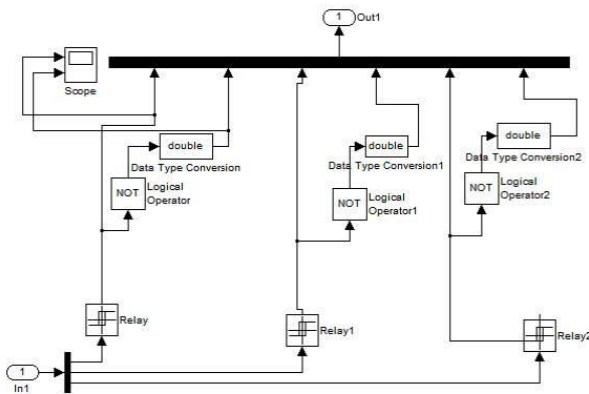 1
Out1
Scope
double
Data Type Conversion
NOT
Logical
Operator
double
Data Type Conversion1
NOT
Logical
Operator1
double
Data Type Conversion2
NOT
Logical
Operator2
Relay
Relay1
Relay2
1
In1